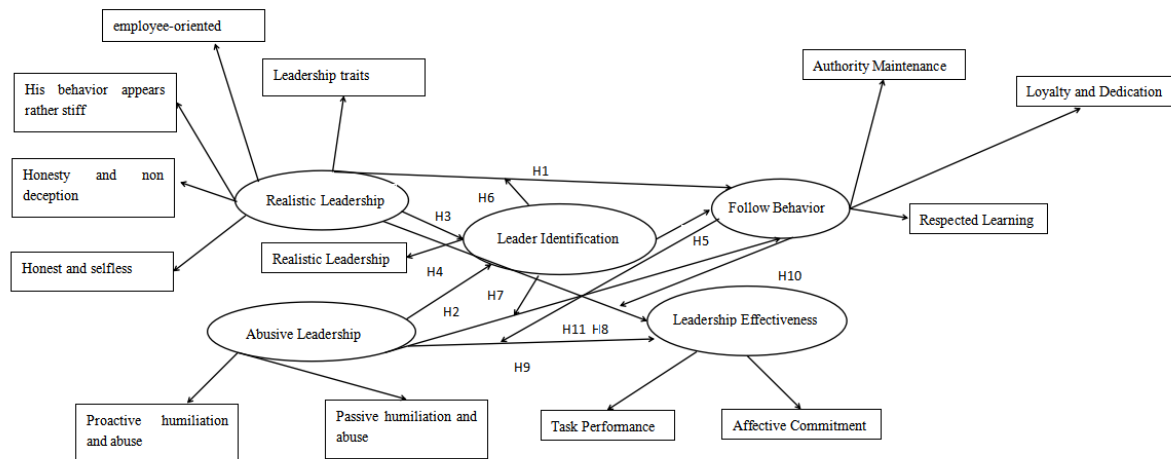 employee-oriented
Leadership traits
Authority Maintenance
Loyalty and Dedication
His behavior appears
rather stiff
Honesty and non
deception
H1
Realistic Leadership
H6
Follow Behavior
H3
Respected Learning
Leader Identification
H5
Honest and selfless
Realistic Leadership
H4
H10
H7
H2
Leadership Effectiveness
Abusive Leadership
H11 H8
H9
Proactive humiliation
and abuse
Passive humiliation and
abuse
Task Performance
Affective Commitment